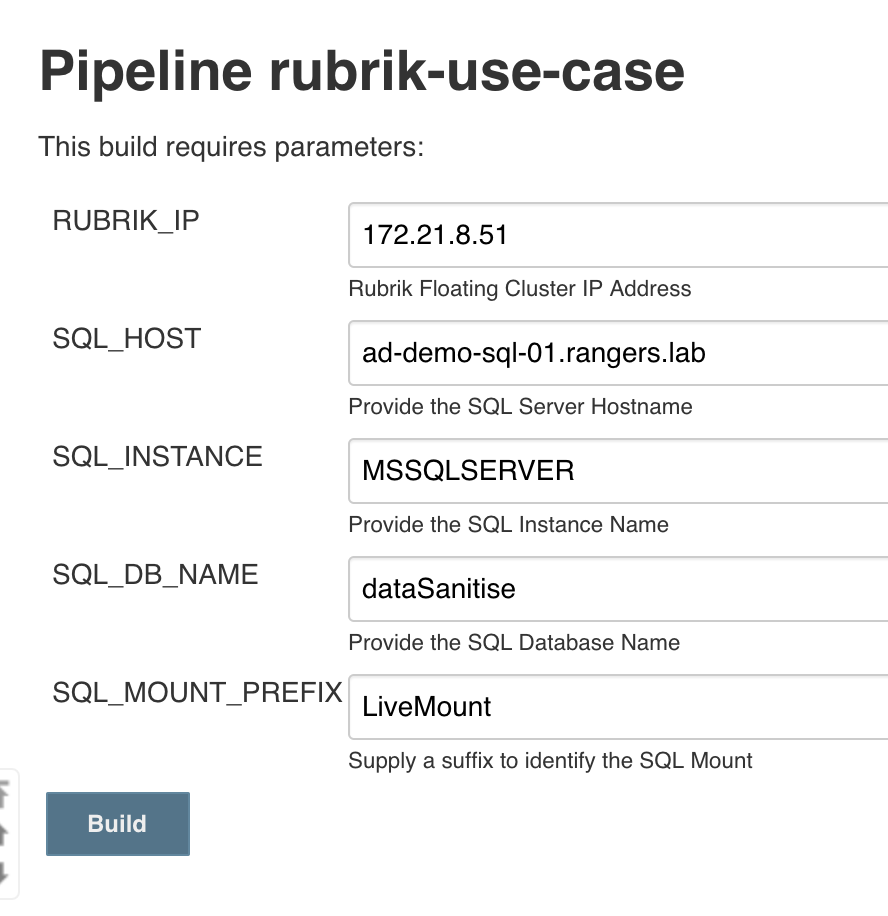 Pipeline rubrik-use-case
This build requires parameters:
RUBRIK_IP
172.21.8.51
Rubrik Floating Cluster IP Address
SQL_HOST
ad-demo-sql-01.rangers.lab
Provide the SQL Server Hostname
SQL_INSTANCE
MSSQLSERVER
Provide the SQL Instance Name
SQL_DB_NAME
dataSanitise
Provide the SQL Database Name
SQL_MOUNT_PREFIX
LiveMount
Supply a suffix to identify the SQL Mount
Build